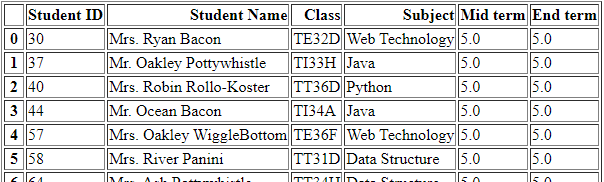 Student ID Student Name Class Subject Mid term End term
0 30 Mrs. Ryan Bacon TE32D Web Technology 5.0 5.0
1 37 Mr. Oakley Pottywhistle TI33H Java 5.0 5.0
2 40 Mrs. Robin Rollo-Koster TT36D Python 5.0 5.0
3 44 Mr. Ocean Bacon TI34A Java 5.0 5.0
4 57 Mrs. Oakley WiggleBottom TE36F Web Technology 5.0 5.0
5 58 Mrs. River Panini TT31D Data Structure 5.0 5.0